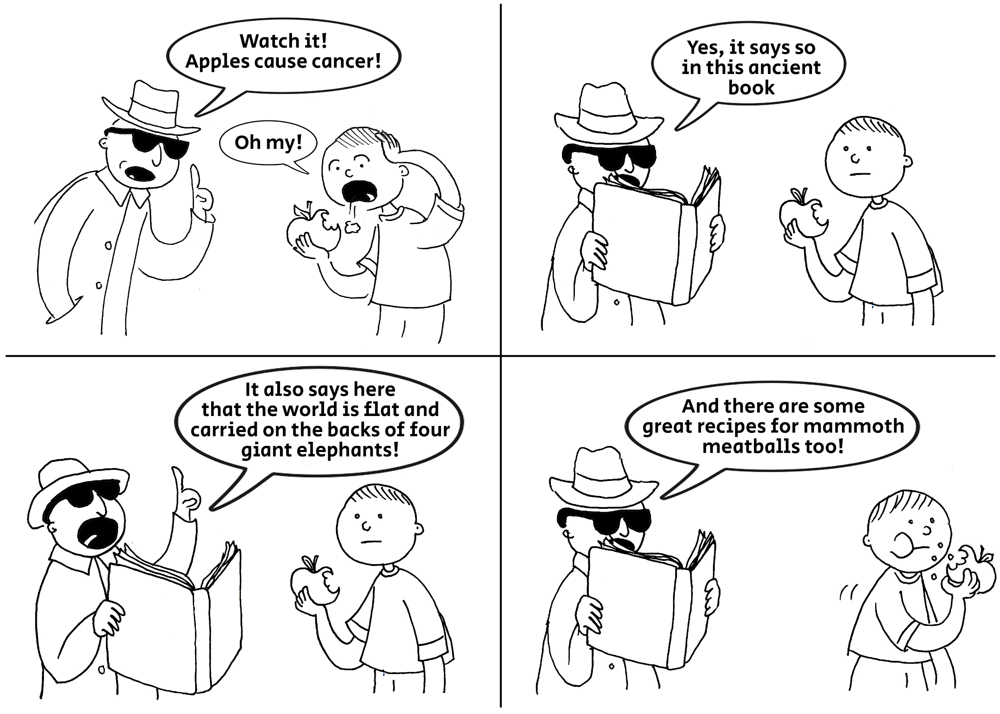 Watch it!
Apples cause cancer!
Oh my!
Yes, it says so
in this ancient
book
It also says here
that the world is flat and
carried on the backs of four
giant elephants!
And there are some
great recipes for mammoth
meatballs too!